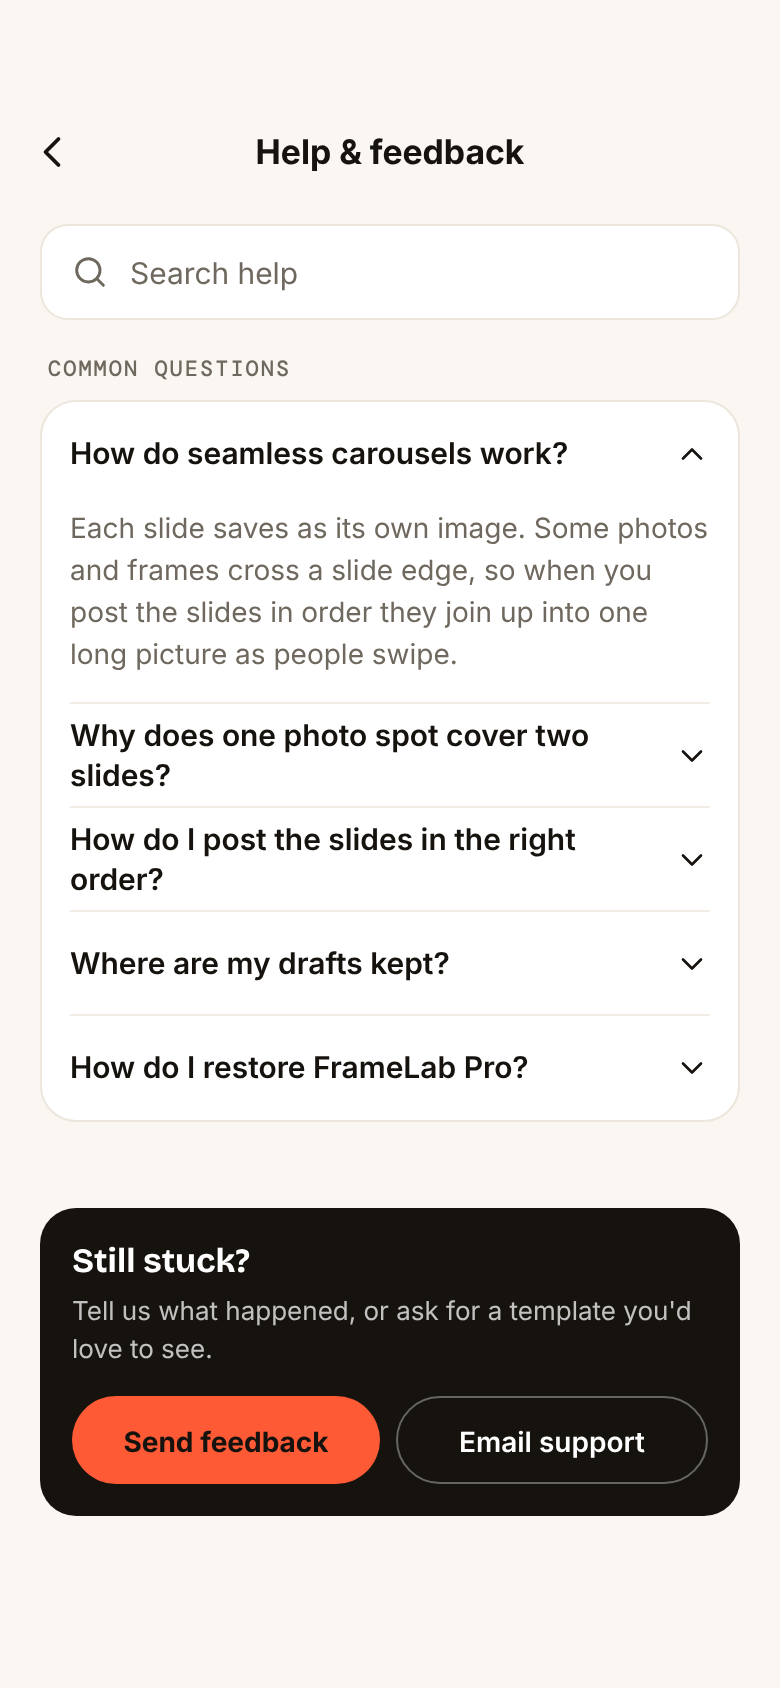 Help & feedback
Search help
COMMON QUESTIONS
How do seamless carousels work?
Each slide saves as its own image. Some photos
and frames cross a slide edge, so when you
post the slides in order they join up into one
long picture as people swipe.
Why does one photo spot cover two
slides?
How do I post the slides in the right
order?
Where are my drafts kept?
How do I restore FrameLab Pro?
Still stuck?
Tell us what happened, or ask for a template you'd
love to see.
Send feedback
Email support